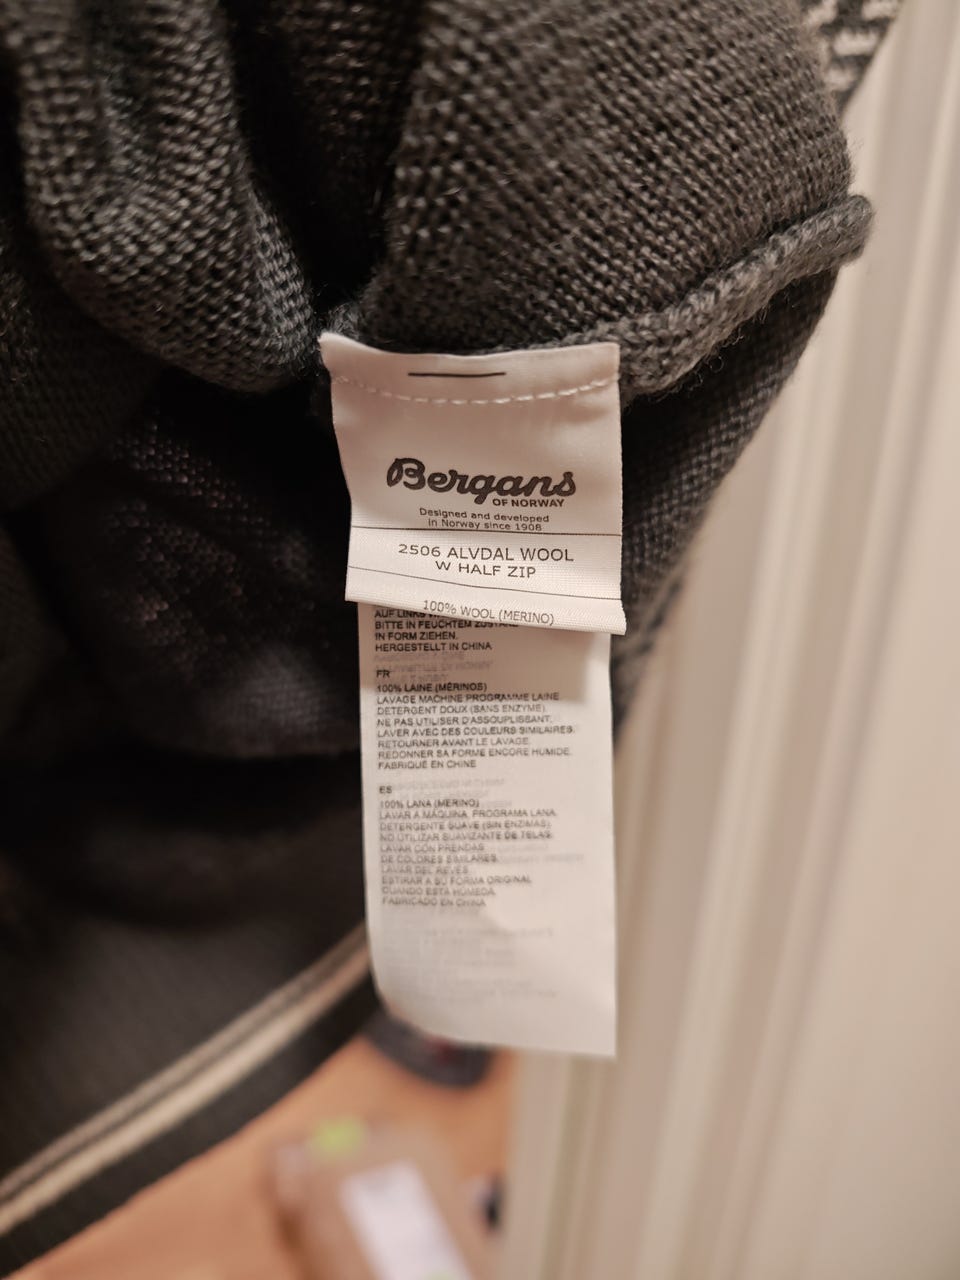 Bergans
OF NORWAY
Designed and developed
in Norway since 1908
2506 ALVDAL WOOL
W HALF ZIP
100% WOOL (MERINO)
AUF LINKS
BITTE IN FEUCHTEM ZUSTANDE
IN FORM ZIEHEN.
HERGESTELLT IN CHINA
FR
100% LAINE (MÉRINOS)
LAVAGE MACHINE PROGRAMME LAINE
DETERGENT DOUX (SANS ENZYME).
NE PAS UTILISER D'ASSOUPLISSANT.
LAVER AVEC DES COULEURS SIMILAIRES.
RETOURNER AVANT LE LAVAGE.
REDONNER SA FORME ENCORE HUMIDE.
FABRIQUÉ EN CHINE
ES
100% LANA (MERINO)
LAVAR A MÁQUINA, PROGRAMA LANA.
DETERGENTE SUAVE (SIN ENZIMAS)
NO UTILIZAR SUAVIZANTE DE TELAS.
LAVAR CON PRENDAS
DE COLORES SIMILARES.
LAVAR DEL REVÉS.
ESTIRAR A SU FORMA ORIGINAL
CUANDO ESTÁ HÚMEDA.
FABRICADO EN CHINA